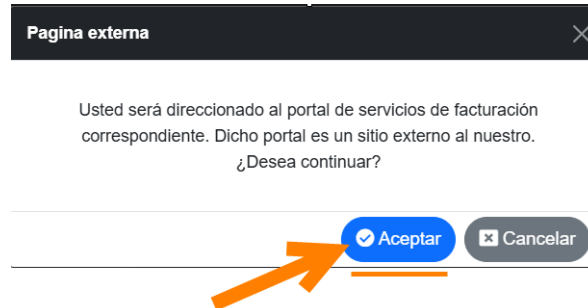 Pagina externa
Usted será direccionado al portal de servicios de facturación
correspondiente. Dicho portal es un sitio externo al nuestro.
¿Desea continuar?
Aceptar
Cancelar